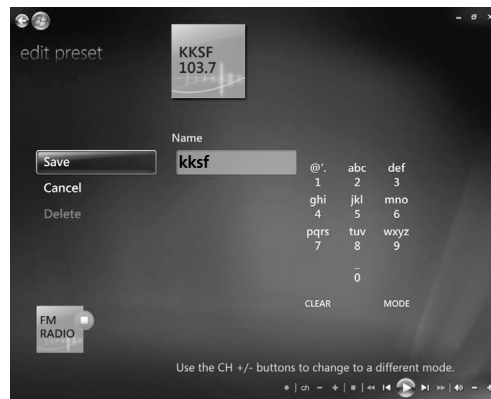 edit preset
KKSF
103.7
Name
kksf
Save
Cancel
Delete
@'. abc def
1 2 3
ghi jkl mno
4 5 6
pqrs tuv wxyz
7 8 9
_
0
CLEAR MODE
FM
RADIO
Use the CH +/- buttons to change to a different mode.
ch - +